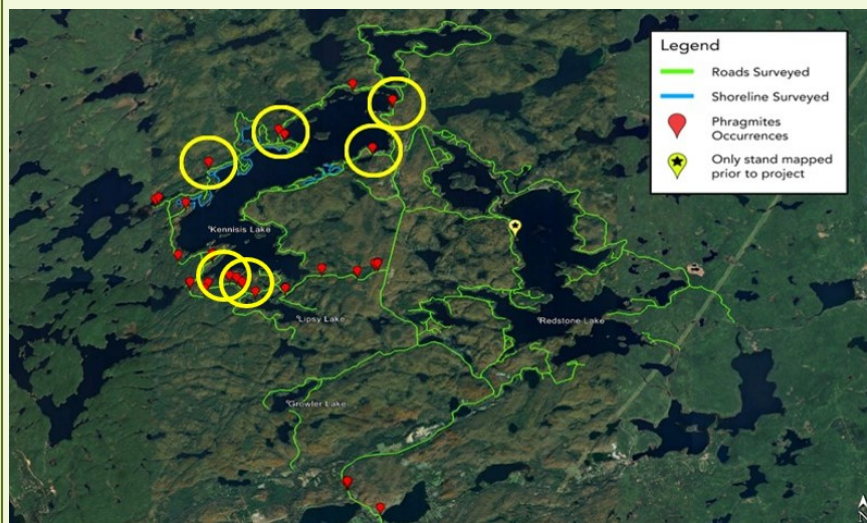 Legend
Roads Surveyed
Shoreline Surveyed
Phragmites
Occurrences
Only stand mapped
prior to project
Kennisis Lake
Lipsy Lake
Redstone Lake
Growler Lake